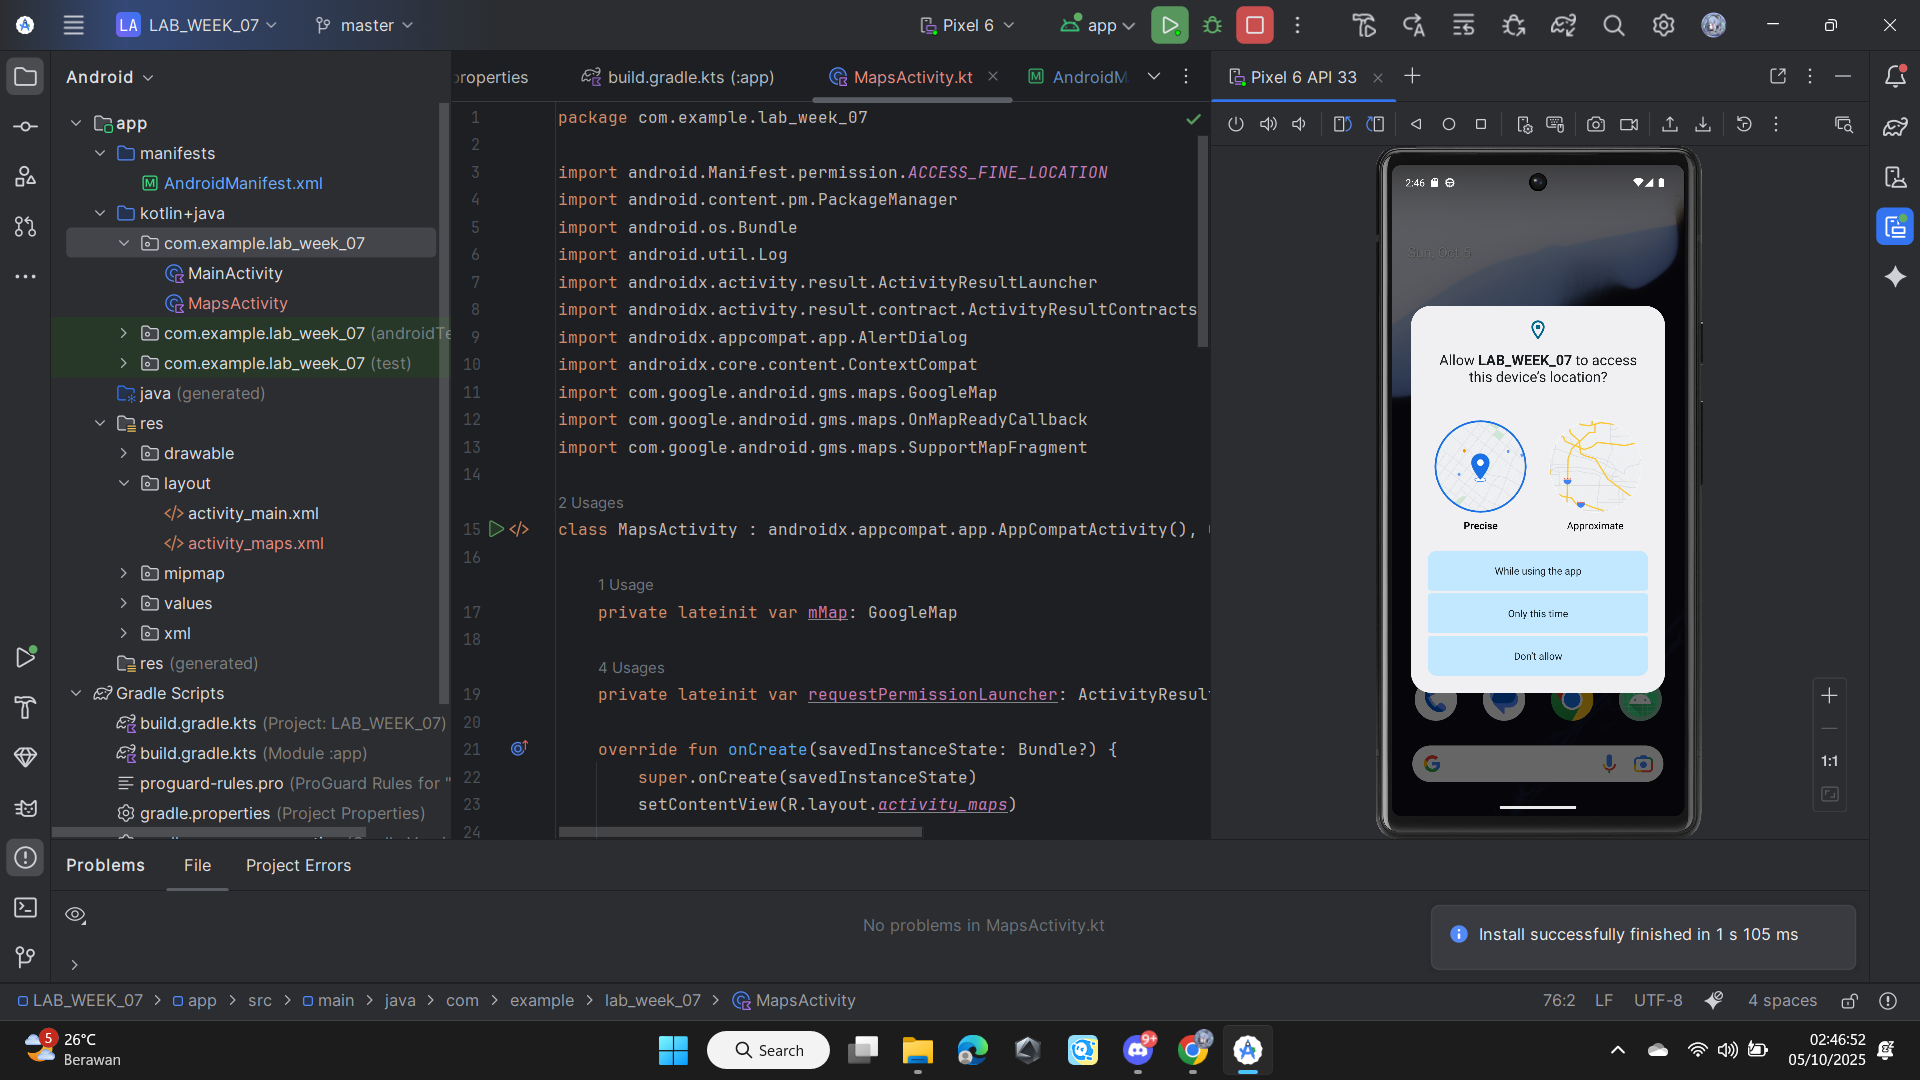 LA LAB_WEEK_07
master
Pixel 6
app
Android
app
manifests
AndroidManifest.xml
kotlin+java
com.example.lab_week_07
MainActivity
MapsActivity
com.example.lab_week_07 (androidTe
com.example.lab_week_07 (test)
java (generated)
res
drawable
layout
activity_main.xml
activity_maps.xml
mipmap
values
xml
res (generated)
Gradle Scripts
build.gradle.kts (Project: LAB_WEEK_07)
build.gradle.kts (Module :app)
proguard-rules.pro (ProGuard Rules for "
gradle.properties (Project Properties)
properties
build.gradle.kts (:app)
MapsActivity.kt
AndroidM
1 package com.example.lab_week_07
2
3 import android.Manifest.permission.ACCESS_FINE_LOCATION
4 import android.content.pm.PackageManager
5 import android.os.Bundle
6 import android.util.Log
7 import androidx.activity.result.ActivityResultLauncher
8 import androidx.activity.result.contract.ActivityResultContracts
9 import androidx.appcompat.app.AlertDialog
10 import androidx.core.content.ContextCompat
11 import com.google.android.gms.maps.GoogleMap
12 import com.google.android.gms.maps.OnMapReadyCallback
13 import com.google.android.gms.maps.SupportMapFragment
14
2 Usages
15 class MapsActivity : androidx.appcompat.app.AppCompatActivity(),
16
1 Usage
17 private lateinit var mMap: GoogleMap
18
4 Usages
19 private lateinit var requestPermissionLauncher: ActivityResul
20
21 override fun onCreate(savedInstanceState: Bundle?) {
22 super.onCreate(savedInstanceState)
23 setContentView(R.layout.activity_maps)
24
Pixel 6 API 33
2:46
Sun, Oct 5
Allow LAB_WEEK_07 to access
this device's location?
Precise
Approximate
While using the app
Only this time
Don't allow
1:1
Problems
File
Project Errors
No problems in MapsActivity.kt
Install successfully finished in 1 s 105 ms
LAB_WEEK_07 > app > src > main > java > com > example > lab_week_07 > MapsActivity
76:2
LF
UTF-8
4 spaces
5
26°C
Berawan
Search
9+
02:46:52
05/10/2025